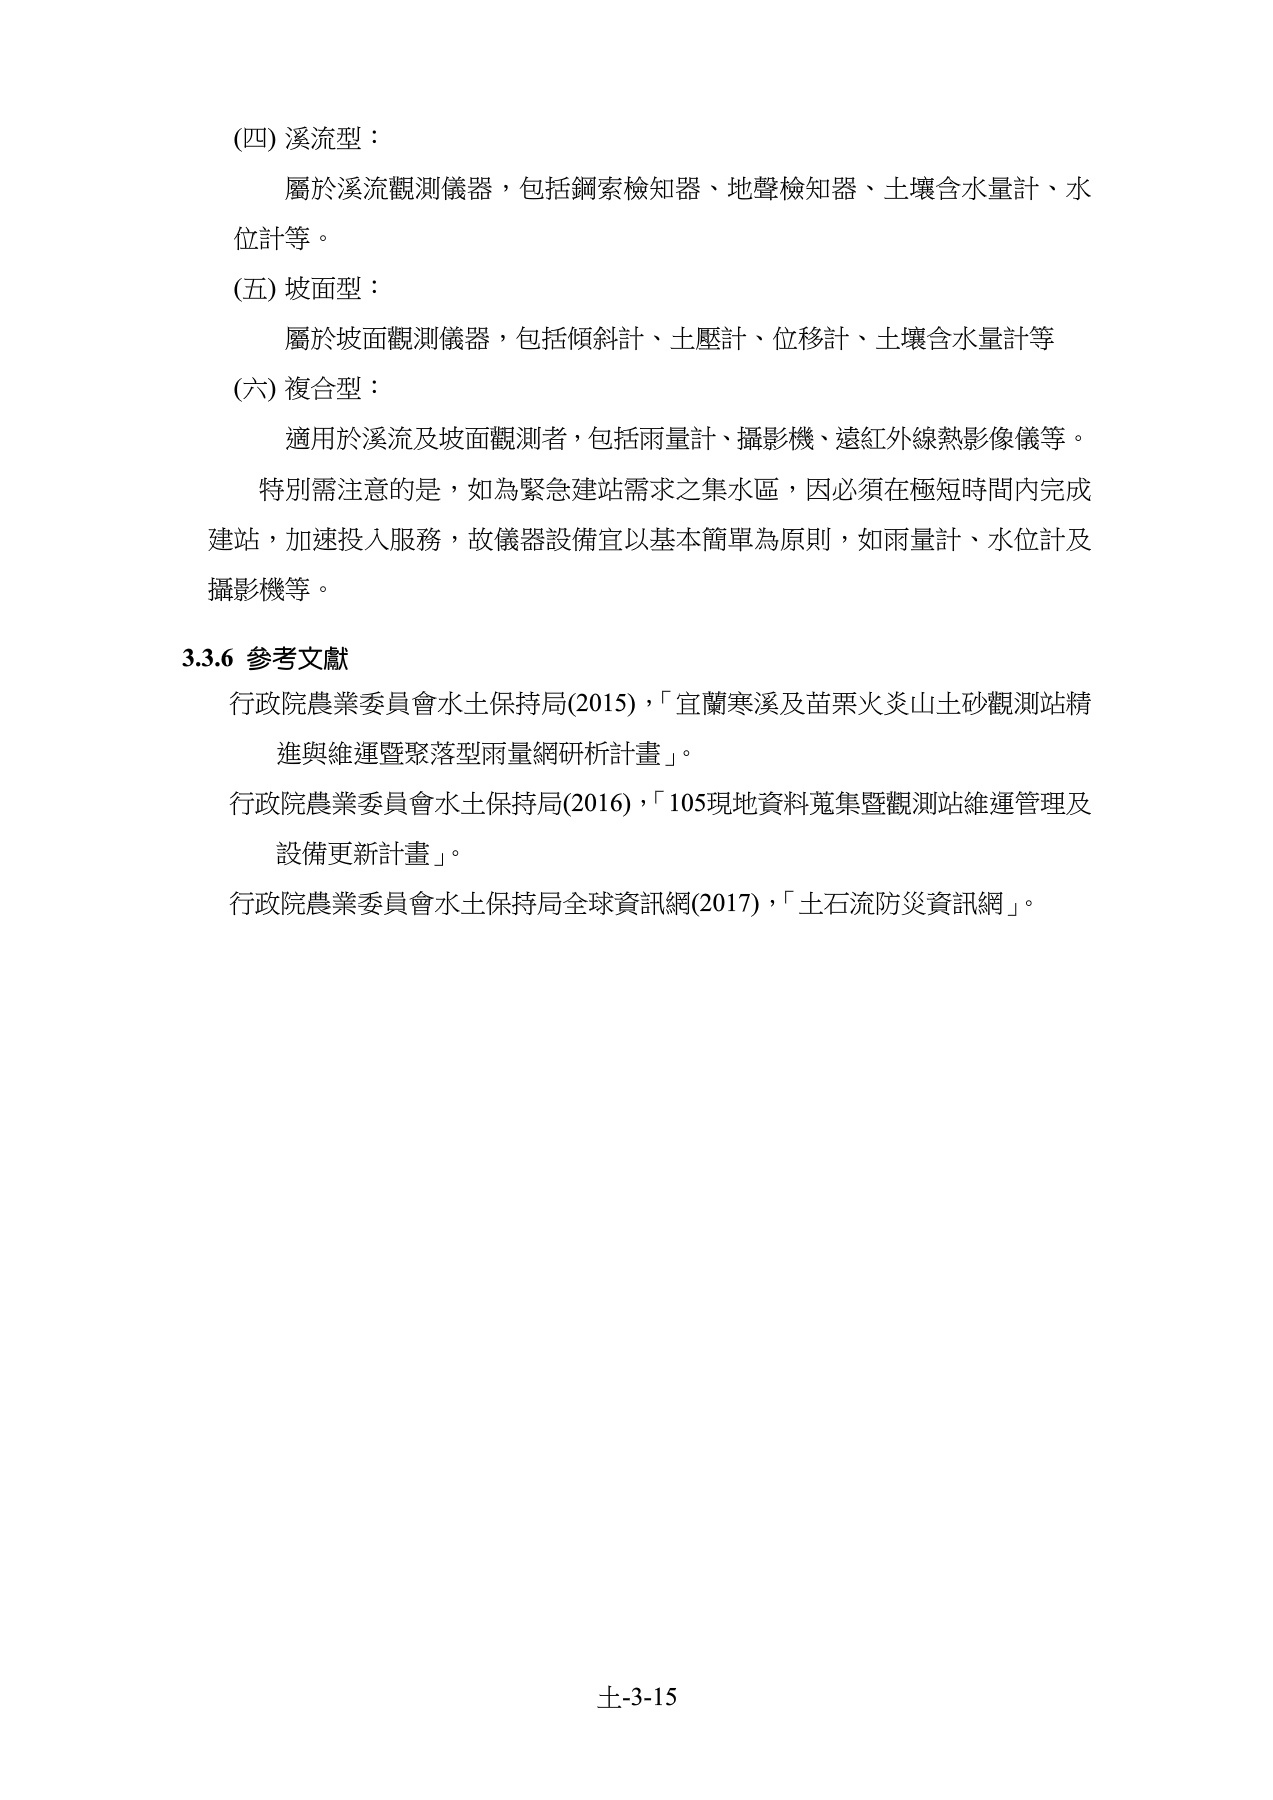 (四) 溪流型：
屬於溪流觀測儀器，包括鋼索檢知器、地聲檢知器、土壤含水量計、水
位計等。
(五) 坡面型：
屬於坡面觀測儀器，包括傾斜計、土壓計、位移計、土壤含水量計等
(六) 複合型：
適用於溪流及坡面觀測者，包括雨量計、攝影機、遠紅外線熱影像儀等。
特別需注意的是，如為緊急建站需求之集水區，因必須在極短時間內完成
建站，加速投入服務，故儀器設備宜以基本簡單為原則，如雨量計、水位計及
攝影機等。
3.3.6 參考文獻
行政院農業委員會水土保持局(2015)，「宜蘭寒溪及苗栗火炎山土砂觀測站精
進與維運暨聚落型雨量網研析計畫」。
行政院農業委員會水土保持局(2016)，「105現地資料蒐集暨觀測站維運管理及
設備更新計畫」。
行政院農業委員會水土保持局全球資訊網(2017)，「土石流防災資訊網」。
土-3-15